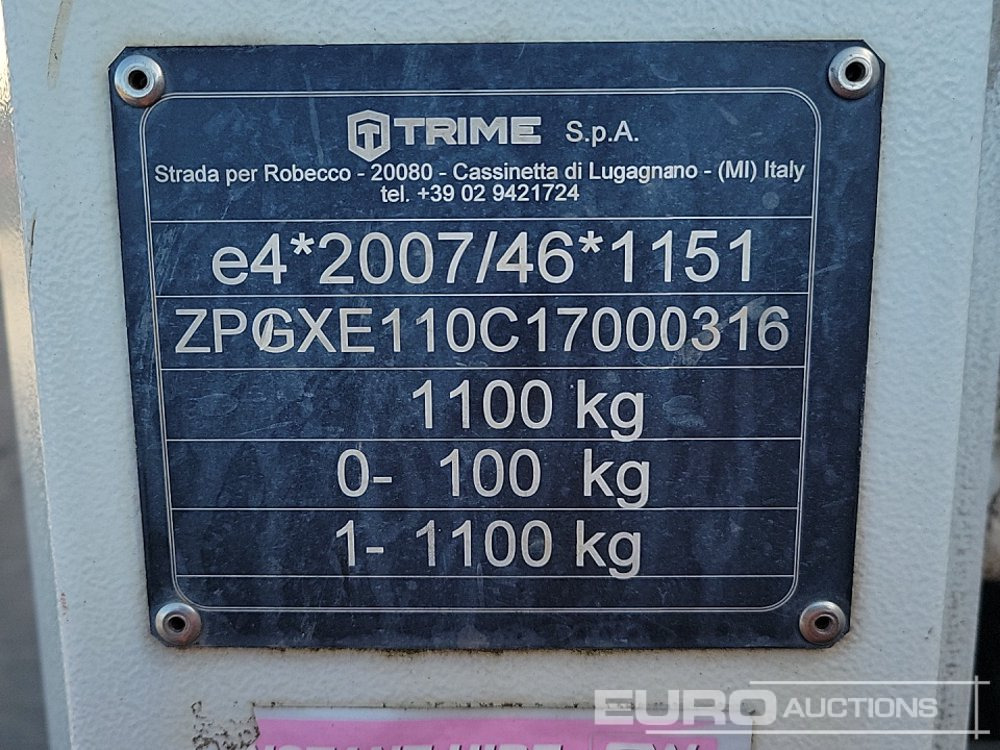 TRIME S.p.A.
Strada per Robecco - 20080 - Cassinetta di Lugagnano - (MI) Italy
tel. +39 02 9421724
e4*2007/46*1151
ZPGXE110C17000316
1100 kg
0- 100 kg
1- 1100 kg
EURO AUCTIONS